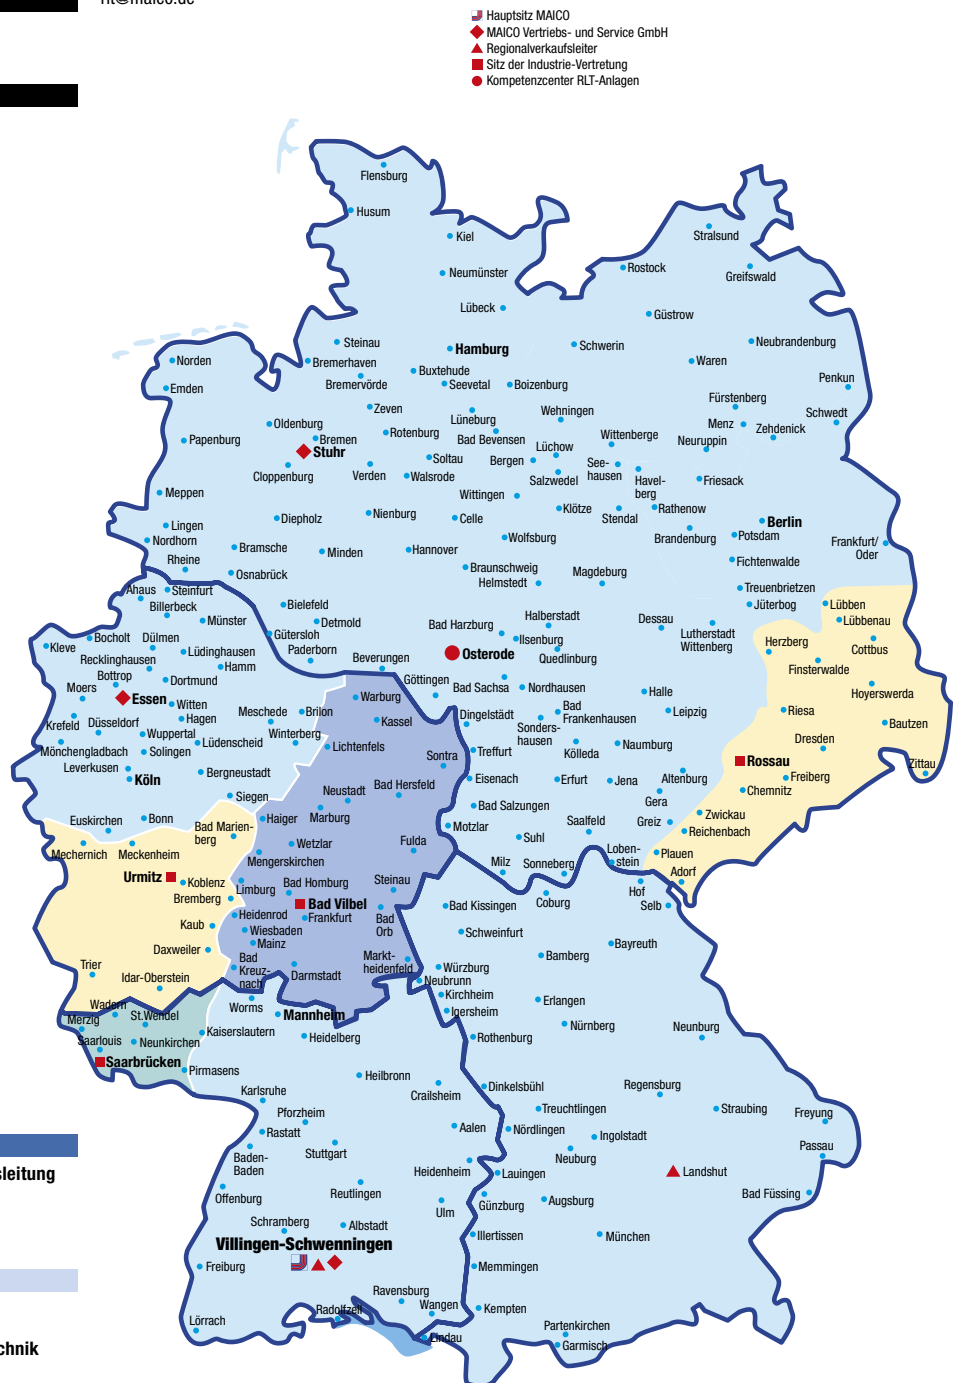 rlt@maico.de
Hauptsitz MAICO
MAICO Vertriebs- und Service GmbH
Regionalverkaufsleiter
Sitz der Industrie-Vertretung
Kompetenzcenter RLT-Anlagen
Flensburg
Husum
Kiel
Stralsund
Neumünster
Rostock
Greifswald
Lübeck
Güstrow
Steinau
Hamburg
Schwerin
Neubrandenburg
Norden
Bremerhaven
Waren
Buxtehude
Emden
Bremervörde
Seevetal
Boizenburg
Penkun
Fürstenberg
Zeven
Wehningen
Schwedt
Oldenburg
Lüneburg
Menz
Zehdenick
Papenburg
Bremen
Rotenburg
Bad Bevensen
Wittenberge
Neuruppin
Stuhr
Lüchow
Soltau
Bergen
See-
hausen
Cloppenburg
Verden
Walsrode
Salzwedel
Havel-
berg
Friesack
Meppen
Wittingen
Klötze
Rathenow
Diepholz
Nienburg
Celle
Stendal
Berlin
Lingen
Nordhorn
Wolfsburg
Brandenburg
Potsdam
Frankfurt/
Oder
Bramsche
Minden
Hannover
Rheine
Braunschweig
Magdeburg
Fichtenwalde
Osnabrück
Helmstedt
Ahaus
Steinfurt
Treuenbrietzen
Billerbeck
Bielefeld
Jüterbog
Lübben
Münster
Detmold
Halberstadt
Dessau
Lübbenau
Gütersloh
Bad Harzburg
Lutherstadt
Wittenberg
Bocholt
Dülmen
Ilsenburg
Herzberg
Kleve
Lüdinghausen
Paderborn
Osterode
Quedlinburg
Cottbus
Recklinghausen
Beverungen
Hamm
Finsterwalde
Bottrop
Dortmund
Göttingen
Bad Sachsa
Nordhausen
Moers
Essen
Witten
Warburg
Halle
Hoyerswerda
Hagen
Meschede
Brilon
Dingelstädt
Bad
Frankenhausen
Leipzig
Riesa
Krefeld
Düsseldorf
Kassel
Sonders-
hausen
Bautzen
Wuppertal
Winterberg
Dresden
Mönchengladbach
Solingen
Lüdenscheid
Lichtenfels
Treffurt
Kölleda
Naumburg
Sontra
Rossau
Zittau
Leverkusen
Köln
Bergneustadt
Eisenach
Erfurt
Jena
Altenburg
Freiberg
Neustadt
Bad Hersfeld
Chemnitz
Siegen
Gera
Euskirchen
Bonn
Marburg
Bad Salzungen
Zwickau
Bad Marien-
berg
Haiger
Motzlar
Saalfeld
Greiz
Reichenbach
Wetzlar
Fulda
Suhl
Mechernich
Meckenheim
Mengerskirchen
Milz
Sonneberg
Loben-
stein
Plauen
Urmitz
Koblenz
Limburg
Bad Homburg
Steinau
Adorf
Bremberg
Bad Vilbel
Coburg
Hof
Heidenrod
Frankfurt
Bad
Orb
Bad Kissingen
Selb
Kaub
Wiesbaden
Schweinfurt
Daxweiler
Mainz
Bayreuth
Trier
Bad
Kreuz-
nach
Markt-
heidenfeld
Bamberg
Idar-Oberstein
Darmstadt
Würzburg
Neubrunn
Kirchheim
Wadern
Worms
Erlangen
Merzig
St.Wendel
Mannheim
Igersheim
Kaiserslautern
Nürnberg
Neunburg
Saarlouis
Neunkirchen
Heidelberg
Rothenburg
Saarbrücken
Pirmasens
Heilbronn
Karlsruhe
Crailsheim
Dinkelsbühl
Regensburg
Pforzheim
Treuchtlingen
Straubing
Freyung
Rastatt
Aalen
Nördlingen
Ingolstadt
Stuttgart
Passau
Baden-
Baden
Neuburg
Heidenheim
Lauingen
Landshut
Offenburg
Reutlingen
Bad Füssing
Ulm
Günzburg
Augsburg
Schramberg
Albstadt
Illertissen
München
Villingen-Schwenningen
Freiburg
Memmingen
Ravensburg
Radolfzell
Wangen
Kempten
Lörrach
Partenkirchen
Lindau
Garmisch
sleitung
chnik